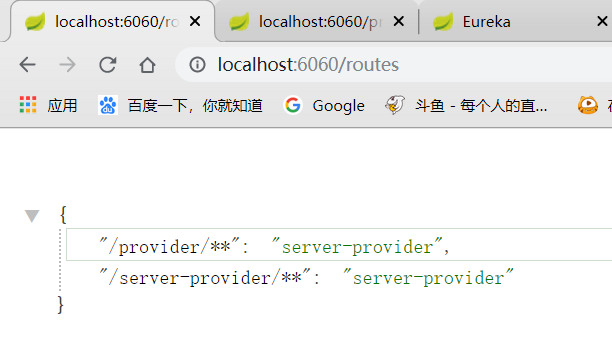 localhost:6060/ro
localhost:6060/pr
Eureka
localhost:6060/routes
应用
百度一下，你就知道
Google
斗鱼 - 每个人的直...
{
"/provider/**": "server-provider",
"/server-provider/**": "server-provider"
}